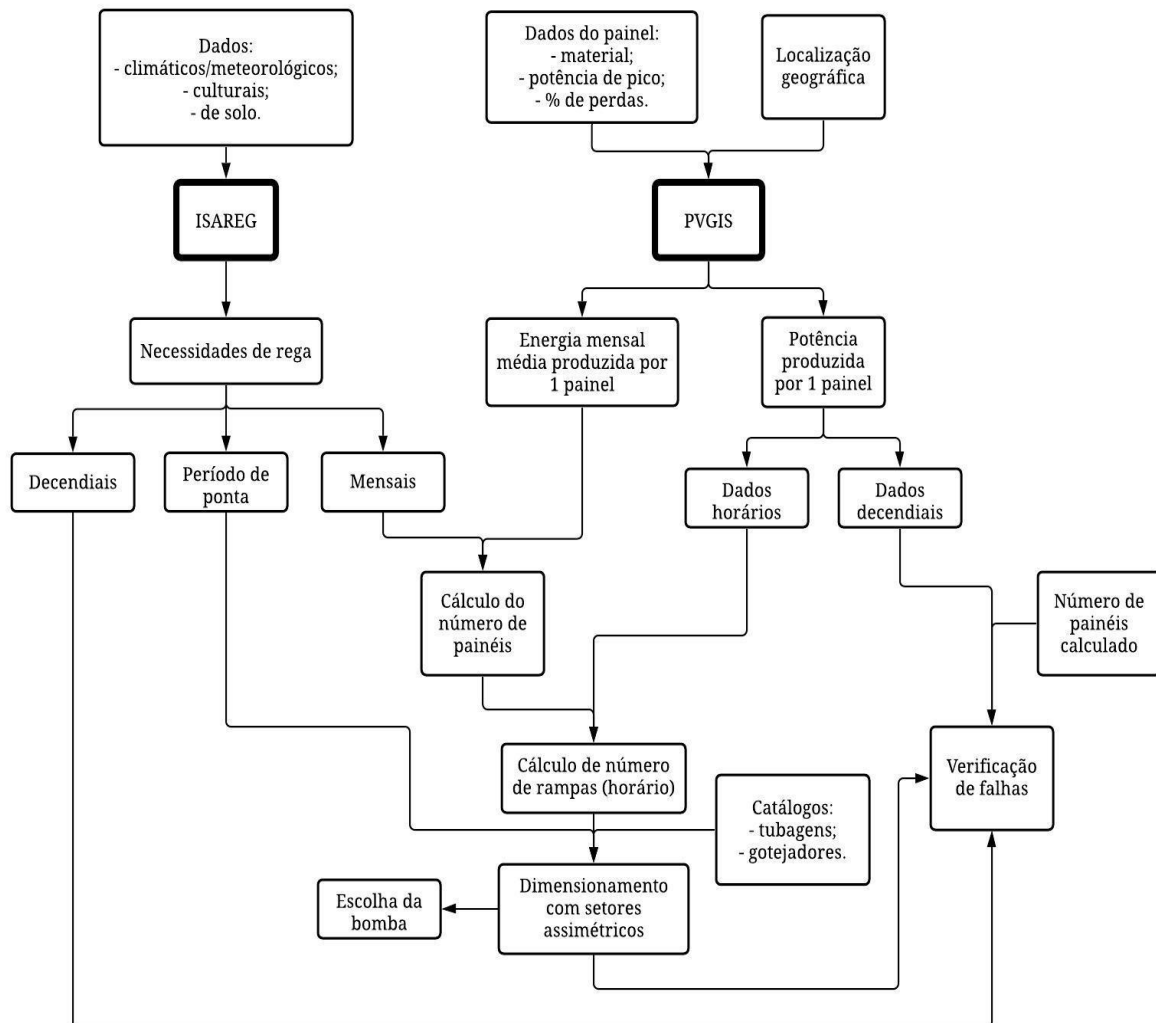 Dados:
- climáticos/meteorológicos;
- culturais;
- de solo.
Dados do painel:
- material;
- potência de pico;
- % de perdas.
Localização
geográfica
ISAREG
PVGIS
Necessidades de rega
Energia mensal
média produzida por
1 painel
Potência
produzida
por 1 painel
Decendiais
Período de
ponta
Mensais
Dados
horários
Dados
decendiais
Cálculo do
número de
painéis
Número de
painéis
calculado
Cálculo de número
de rampas (horário)
Catálogos:
- tubagens;
- gotejadores.
Verificação
de falhas
Escolha da
bomba
Dimensionamento
com setores
assimétricos